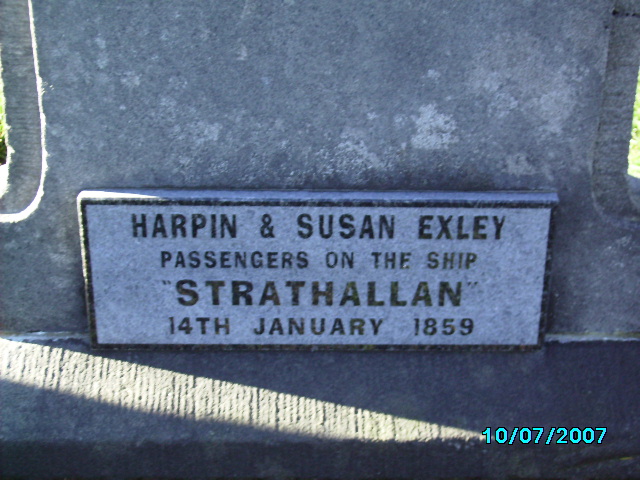 HARPIN & SUSAN EXLEY
PASSENGERS ON THE SHIP
"STRATHALLAN"
14TH JANUARY 1859
10/07/2007